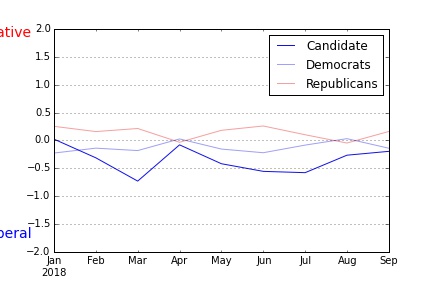 ative
2.0
Candidate
Democrats
Republicans
1.5
1.0
0.5
0.0
−0.5
−1.0
−1.5
beral
−2.0
Jan Feb Mar Apr May Jun Jul Aug Sep
2018